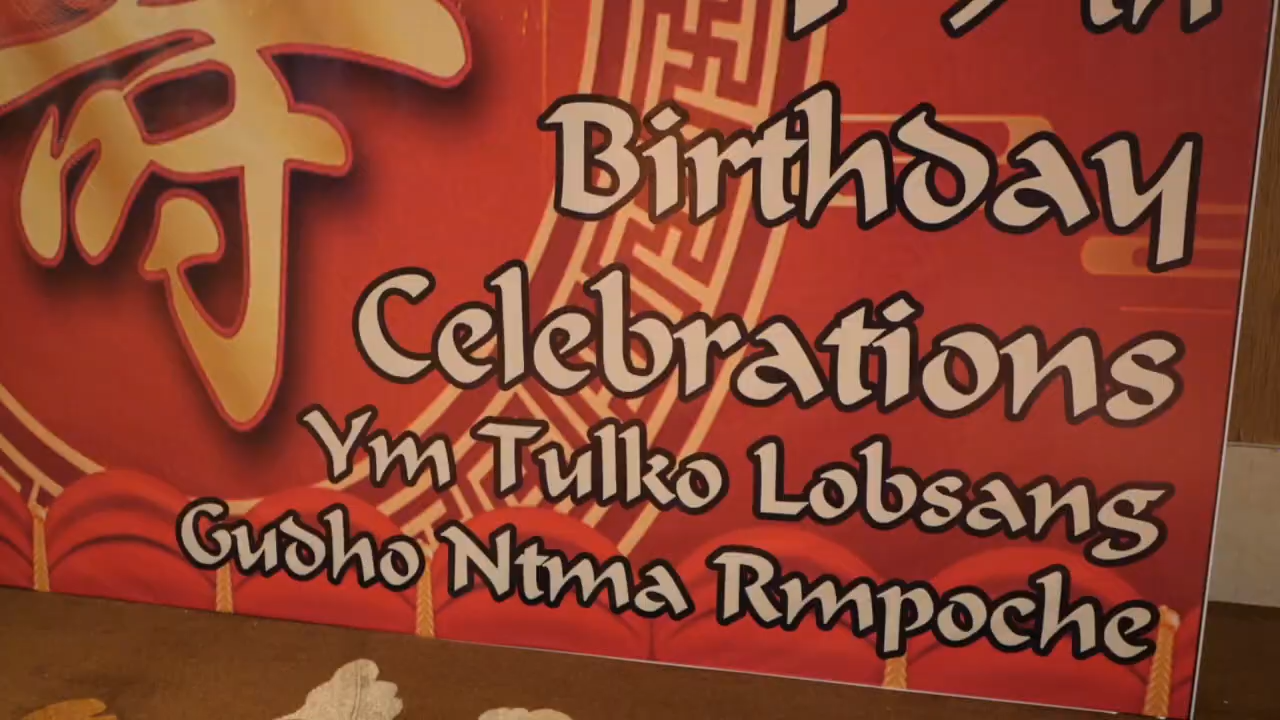 Birthday
Celebrations
Ym Tulko Lobsang
Gudho Ntma Rmpoche